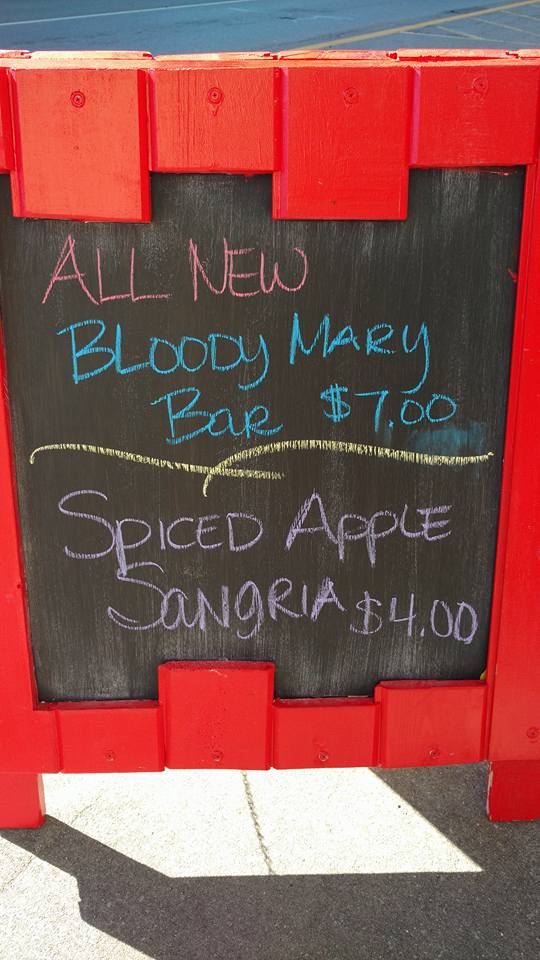 ALL NEW
BLOODY MARY
BAR $7.00
SPICED APPLE
SANGRIA $4.00